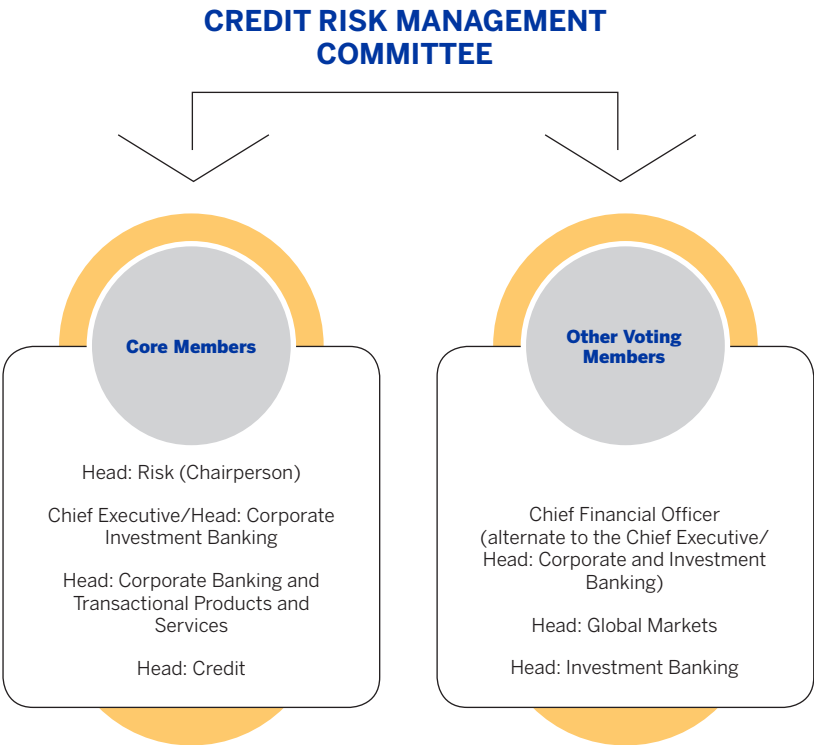 CREDIT RISK MANAGEMENT
COMMITTEE
Core Members
Head: Risk (Chairperson)
Chief Executive/Head: Corporate
Investment Banking
Head: Corporate Banking and
Transactional Products and
Services
Head: Credit
Other Voting
Members
Chief Financial Officer
(alternate to the Chief Executive/
Head: Corporate and Investment
Banking)
Head: Global Markets
Head: Investment Banking